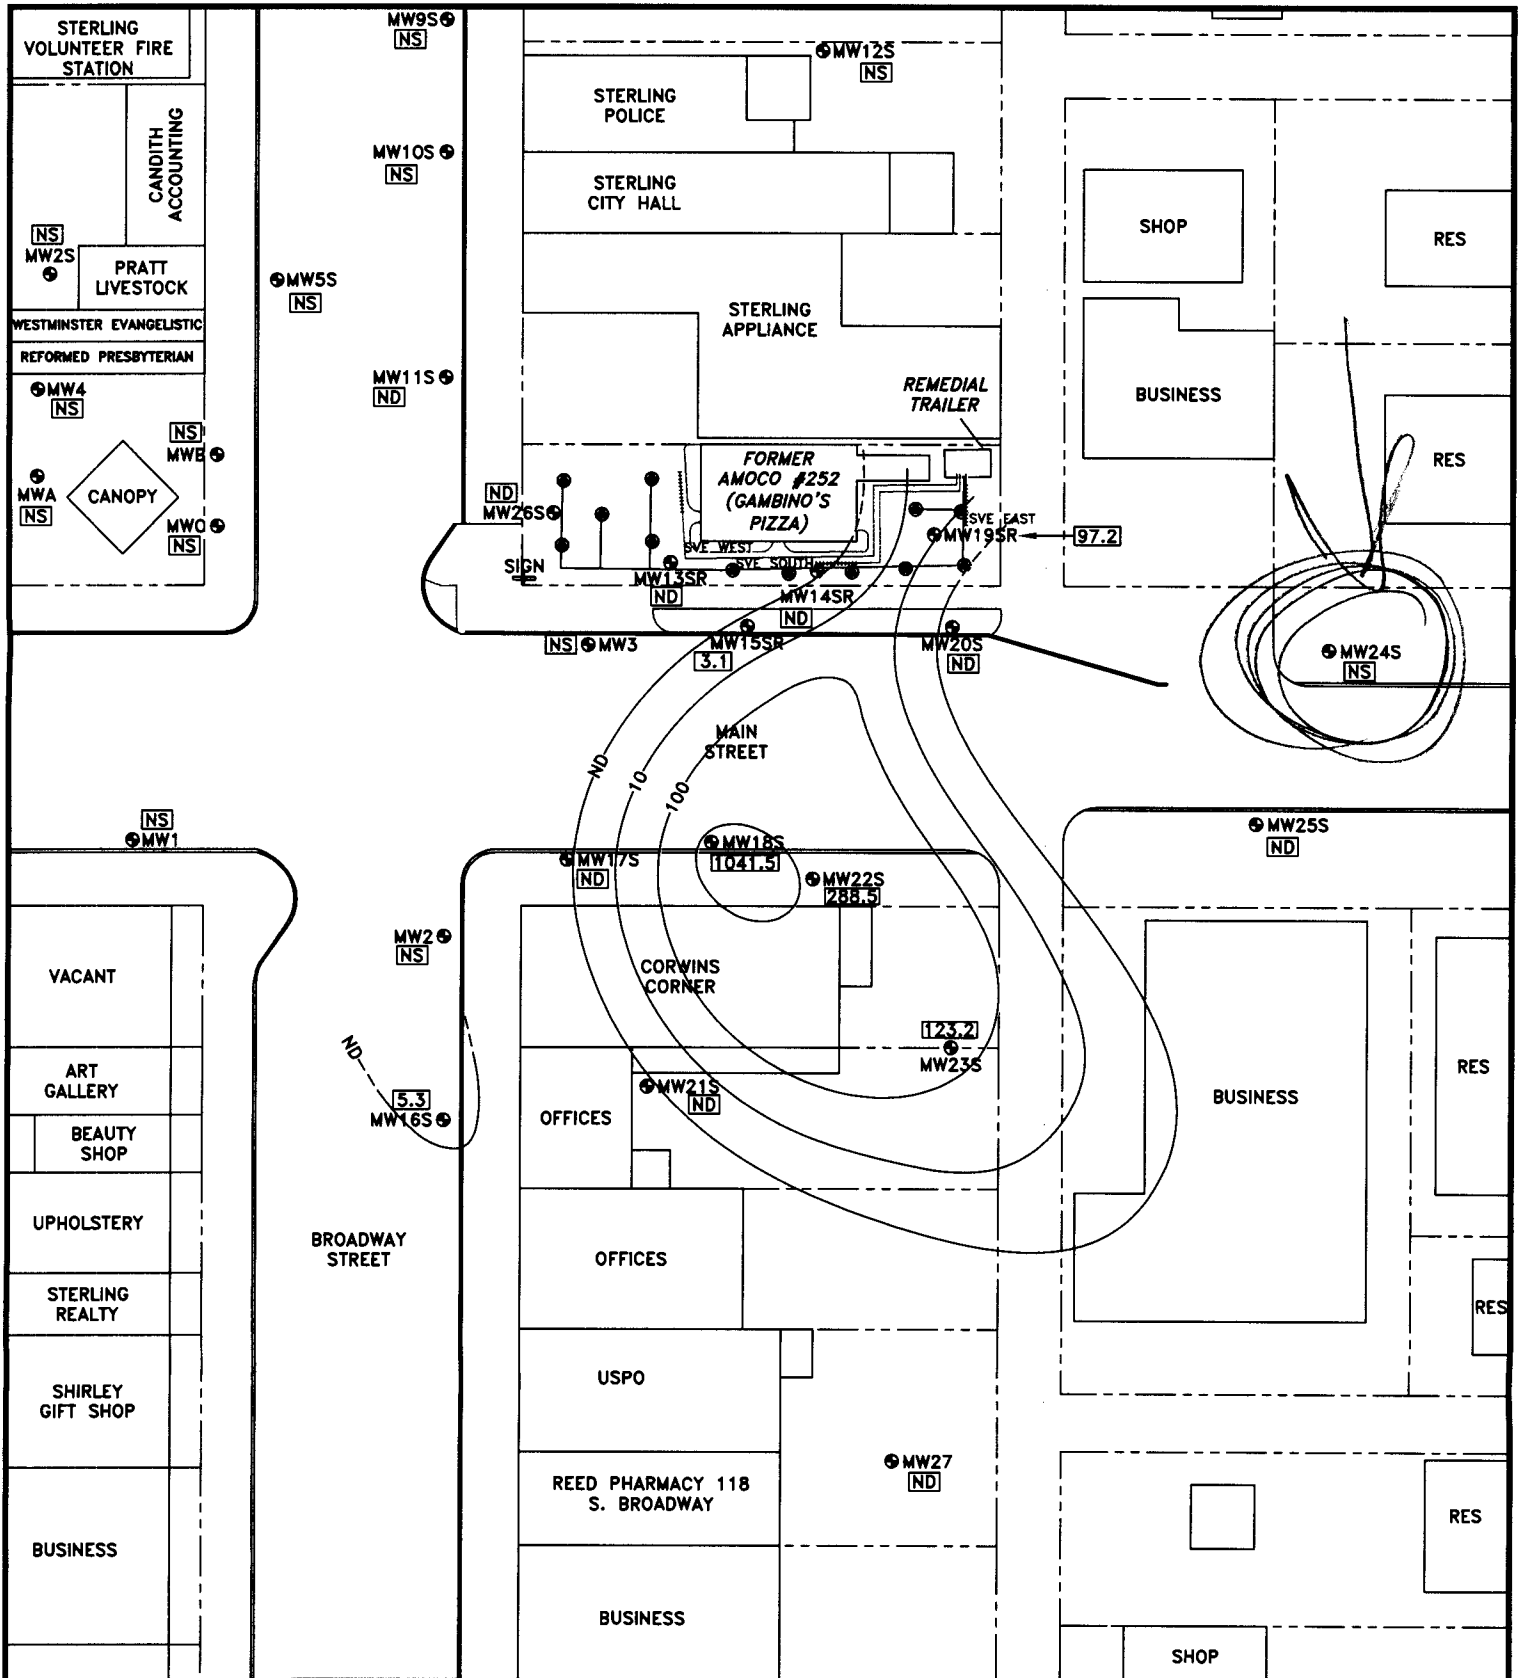 STERLING
VOLUNTEER FIRE
STATION
MW9S
NS
MW12S
NS
STERLING
POLICE
CANDITH
ACCOUNTING
MW10S
NS
STERLING
CITY HALL
SHOP
RES
NS
MW2S
PRATT
LIVESTOCK
MW5S
NS
WESTMINSTER EVANGELISTIC
REFORMED PRESBYTERIAN
STERLING
APPLIANCE
MW4
NS
MW11S
ND
REMEDIAL
TRAILER
BUSINESS
RES
NS
MWB
MWA
NS
CANOPY
MWC
NS
FORMER
AMOCO #252
(GAMBINO'S
PIZZA)
ND
MW26S
SVE EAST
MW19SR
97.2
SVE WEST
SVE SOUTH
SIGN
MW13SR
ND
MW14SR
ND
NS
MW3
MW15SR
3.1
MW20S
ND
MW24S
NS
MAIN
STREET
ND
10
100
NS
MW1
MW17S
ND
MW18S
1041.5
MW22S
288.5
MW25S
ND
MW2
NS
VACANT
CORWINS
CORNER
123.2
MW23S
ND
ART
GALLERY
5.3
MW16S
OFFICES
MW21S
ND
BUSINESS
RES
BEAUTY
SHOP
UPHOLSTERY
BROADWAY
STREET
OFFICES
STERLING
REALTY
RES
SHIRLEY
GIFT SHOP
USPO
MW27
ND
REED PHARMACY 118
S. BROADWAY
RES
BUSINESS
BUSINESS
SHOP